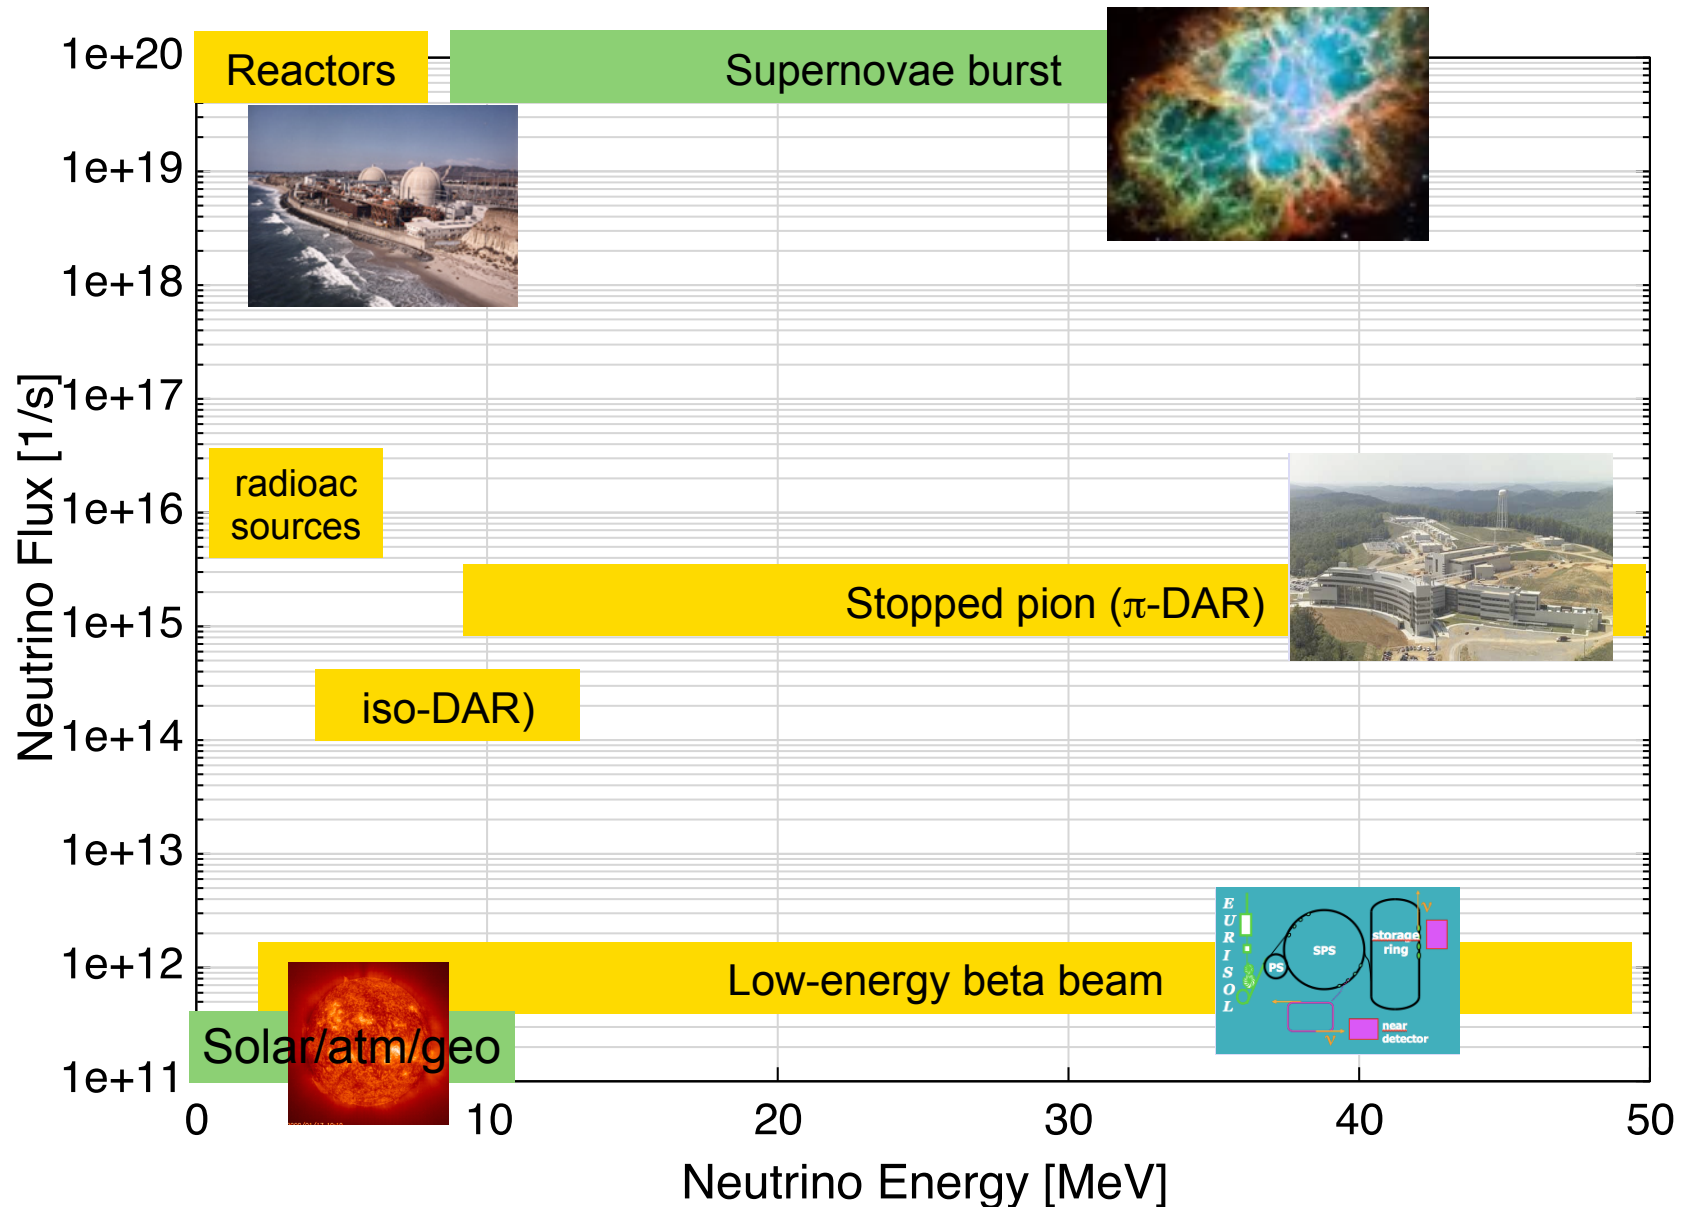 1e+20
Reactors
Supernovae burst
1e+19
1e+18
1e+17
radioac
sources
1e+16
Stopped pion (π-DAR)
1e+15
iso-DAR)
1e+14
1e+13
1e+12
Low-energy beta beam
E
U
R
I
S
O
L
PS
SPS
storage
ring
ν
near
detector
ν
Solar/atm/geo
1e+11
0
10
20
30
40
50
Neutrino Energy [MeV]
Neutrino Flux [1/s]